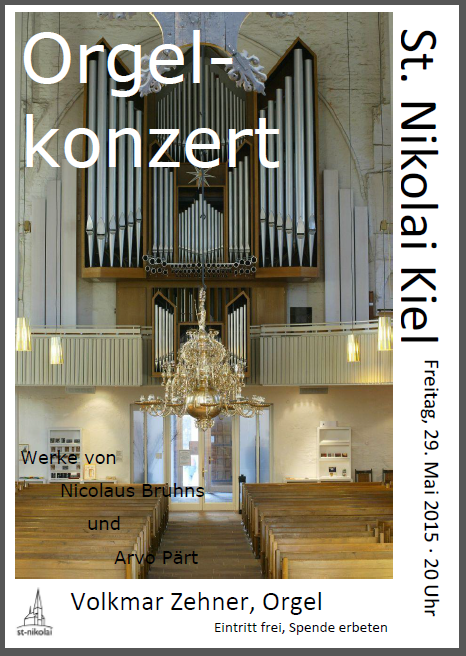 Orgel-
konzert
St. Nikolai Kiel
Freitag, 29. Mai 2015 · 20 Uhr
Werke von
Nicolaus Bruhns
und
Arvo Pärt
Volkmar Zehner, Orgel
Eintritt frei, Spende erbeten
st-nikolai